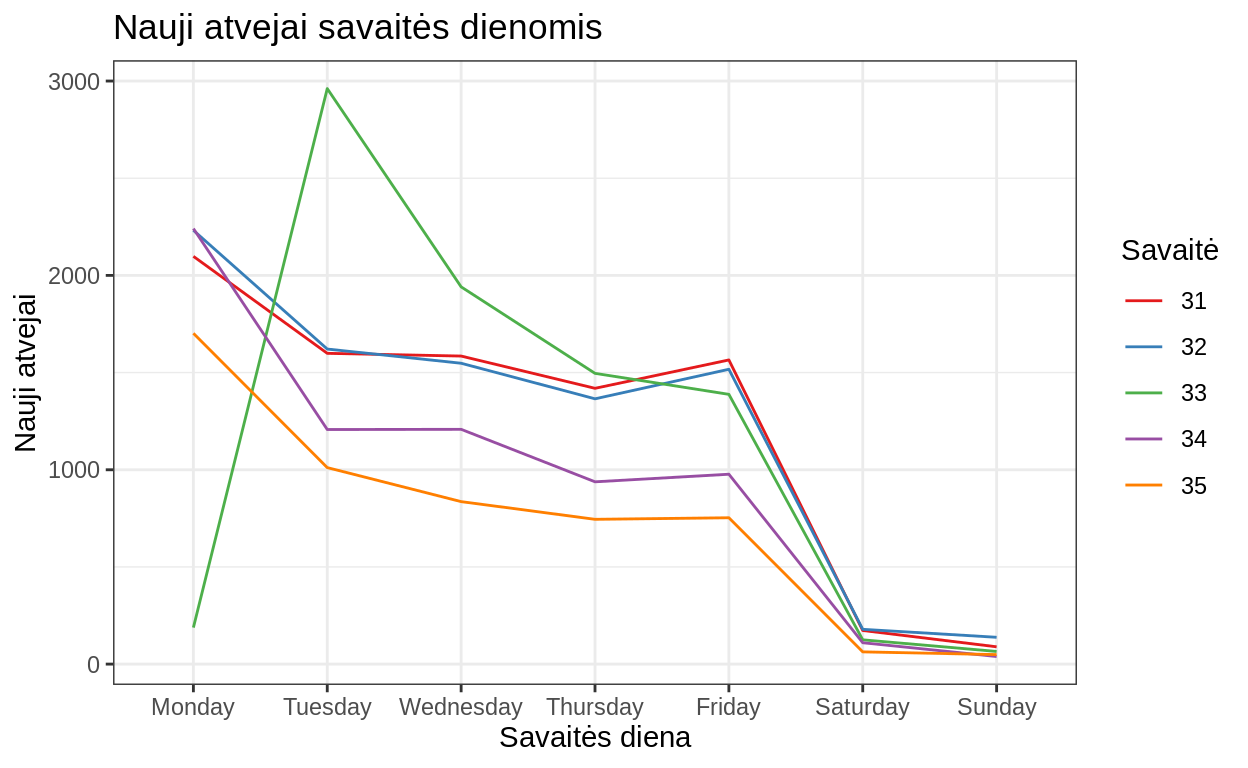 Nauji atvejai savaitės dienomis
Nauji atvejai
3000
2000
1000
0
Monday Tuesday Wednesday Thursday Friday Saturday Sunday
Savaitės diena
Savaitė
31
32
33
34
35